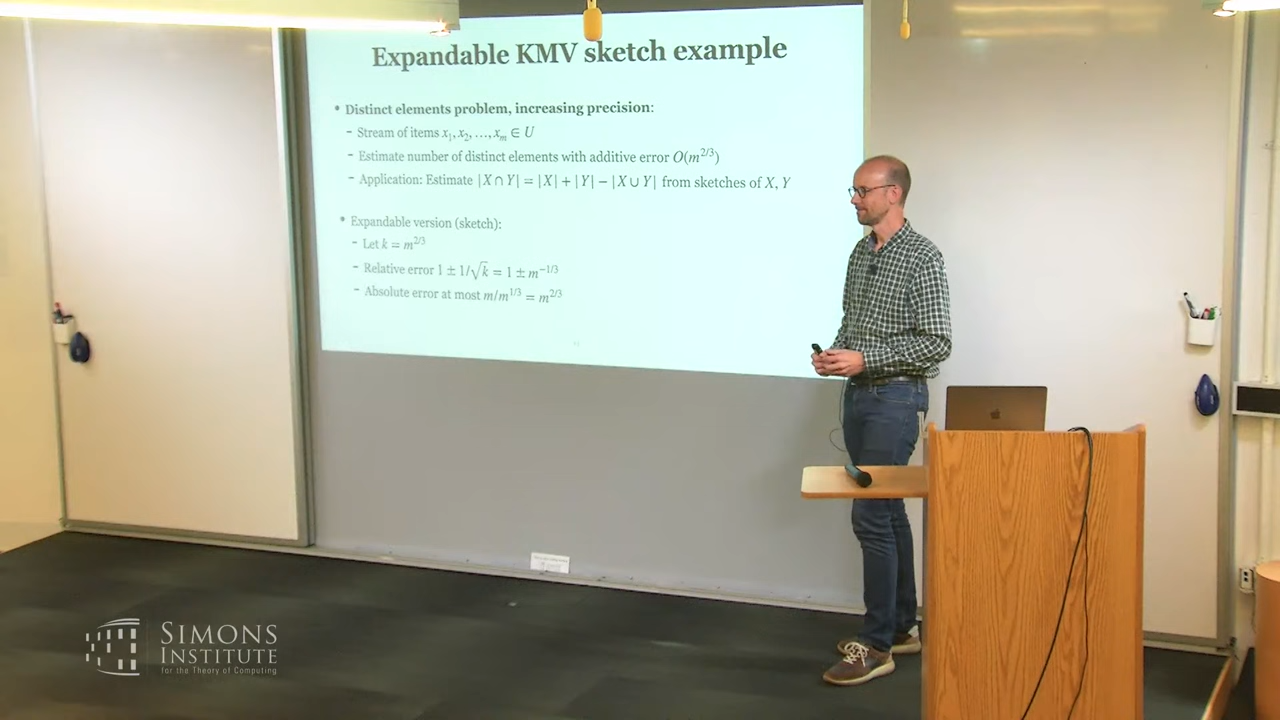 Expandable KMV sketch example
• Distinct elements problem, increasing precision:
- Stream of items x₁, x₂, …, xₘ ∈ U
- Estimate number of distinct elements with additive error O(m^{2/3})
- Application: Estimate |X ∩ Y| = |X| + |Y| − |X ∪ Y| from sketches of X, Y
• Expandable version (sketch):
- Let k = m^{2/3}
- Relative error 1 ± 1/√k = 1 ± m^{−1/3}
- Absolute error at most m/m^{1/3} = m^{2/3}
SIMONS
INSTITUTE
for the Theory of Computing